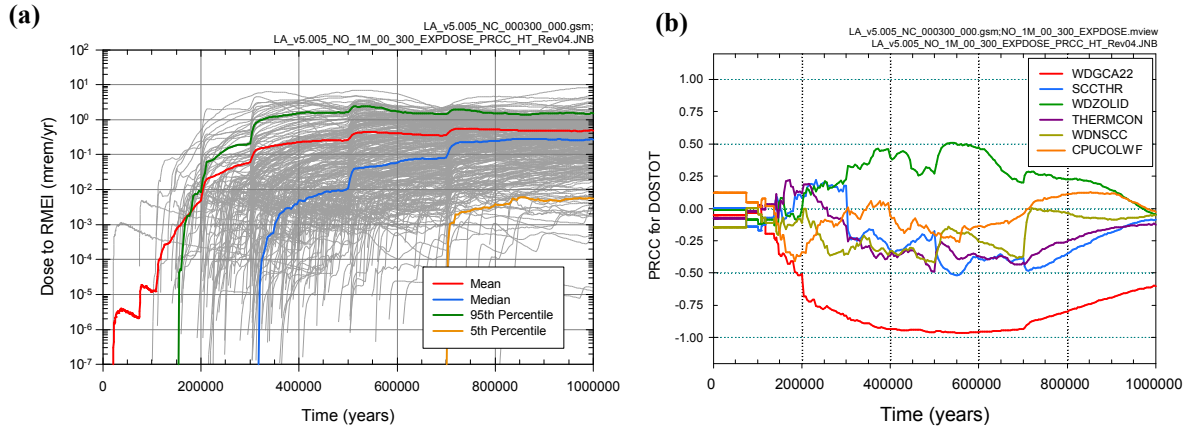 (a)
LA_v5.005_NC_000300_000.gsm;
LA_v5.005_NO_1M_00_300_EXPDOSE_PRCC_HT_Rev04.JNB
Dose to RMEI (mrem/yr)
10^2
10^1
10^0
10^-1
10^-2
10^-3
10^-4
10^-5
10^-6
10^-7
Mean
Median
95th Percentile
5th Percentile
0 200000 400000 600000 800000 1000000
Time (years)
(b)
LA_v5.005_NC_000300_000.gsm;NO_1M_00_300_EXPDOSE.mview
LA_v5.005_NO_1M_00_300_EXPDOSE_PRCC_HT_Rev04.JNB
PRCC for DOSTOT
1.00
0.75
0.50
0.25
0.00
-0.25
-0.50
-0.75
-1.00
WDGCA22
SCCTHR
WDZOLID
THERMCON
WDNSCC
CPUCOLWF
0 200000 400000 600000 800000 1000000
Time (years)